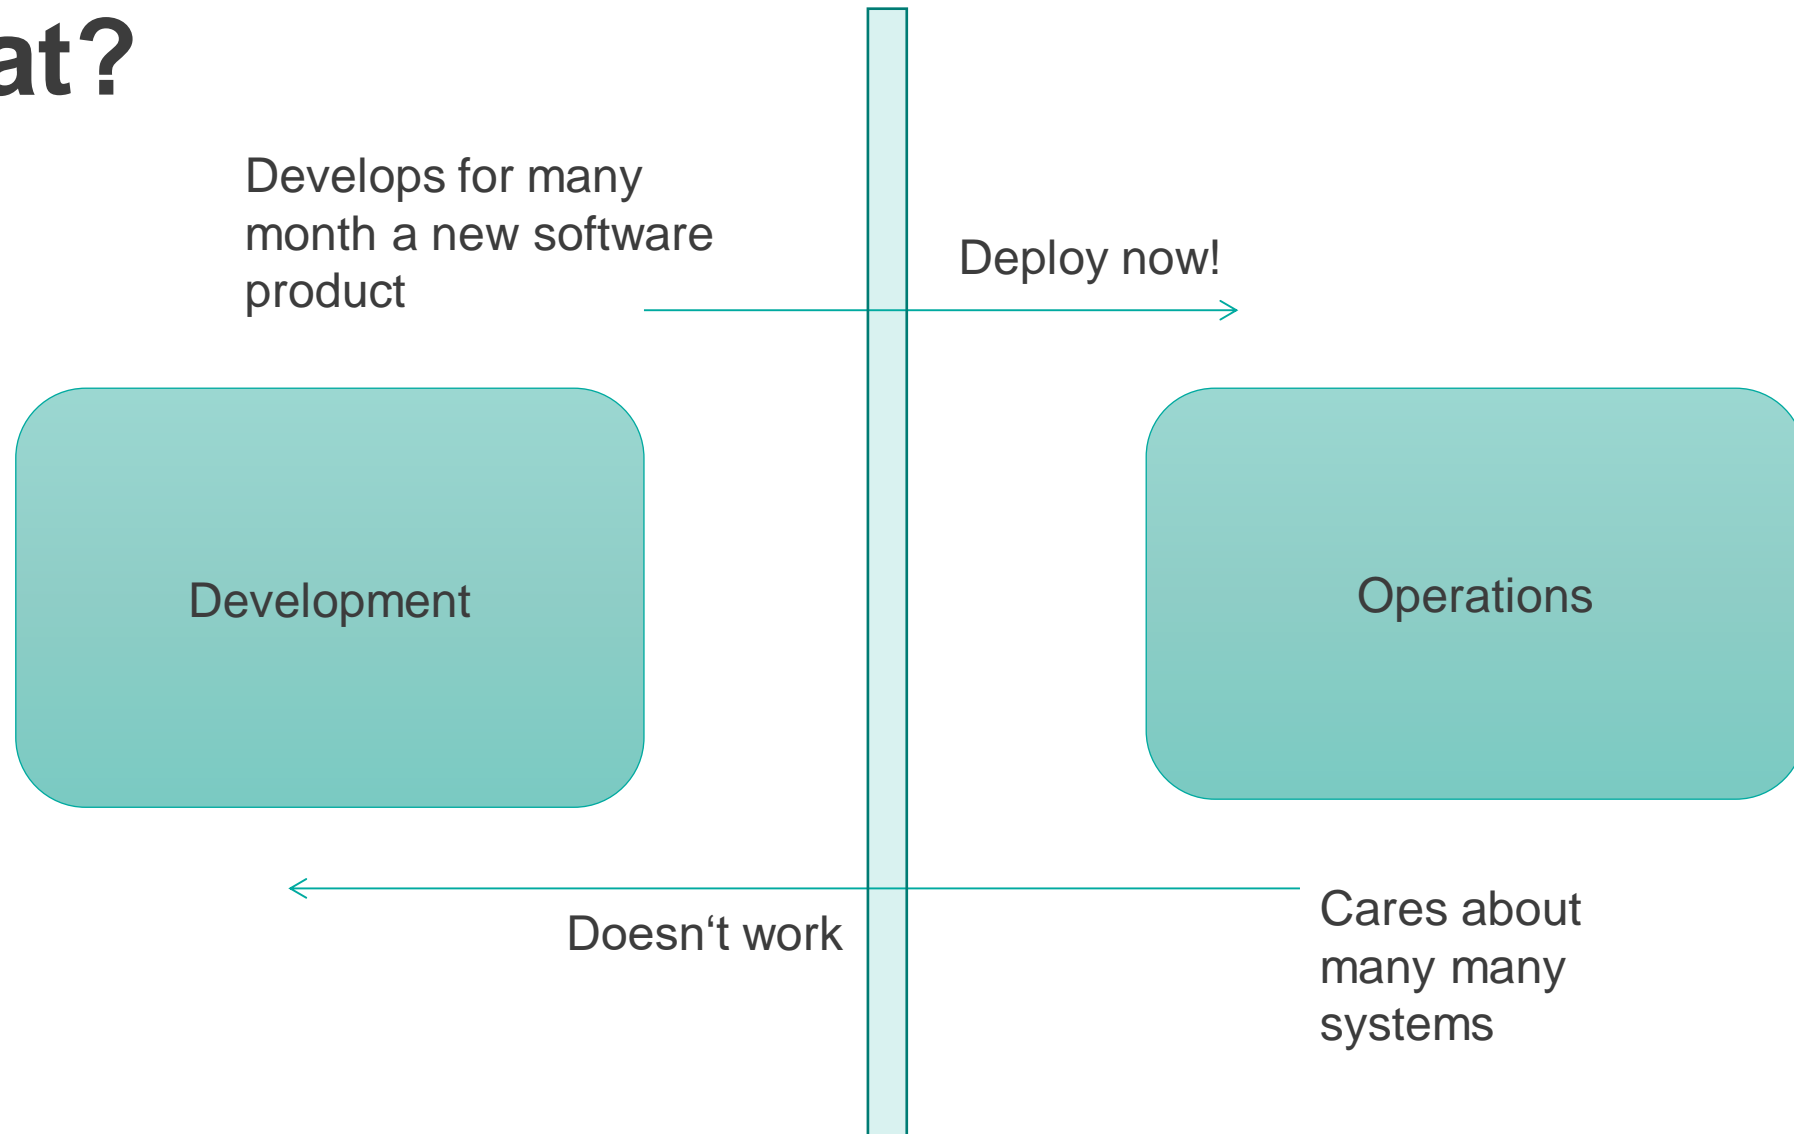 at?
Develops for many
month a new software
product
Deploy now!
Development
Operations
Doesn‘t work
Cares about
many many
systems